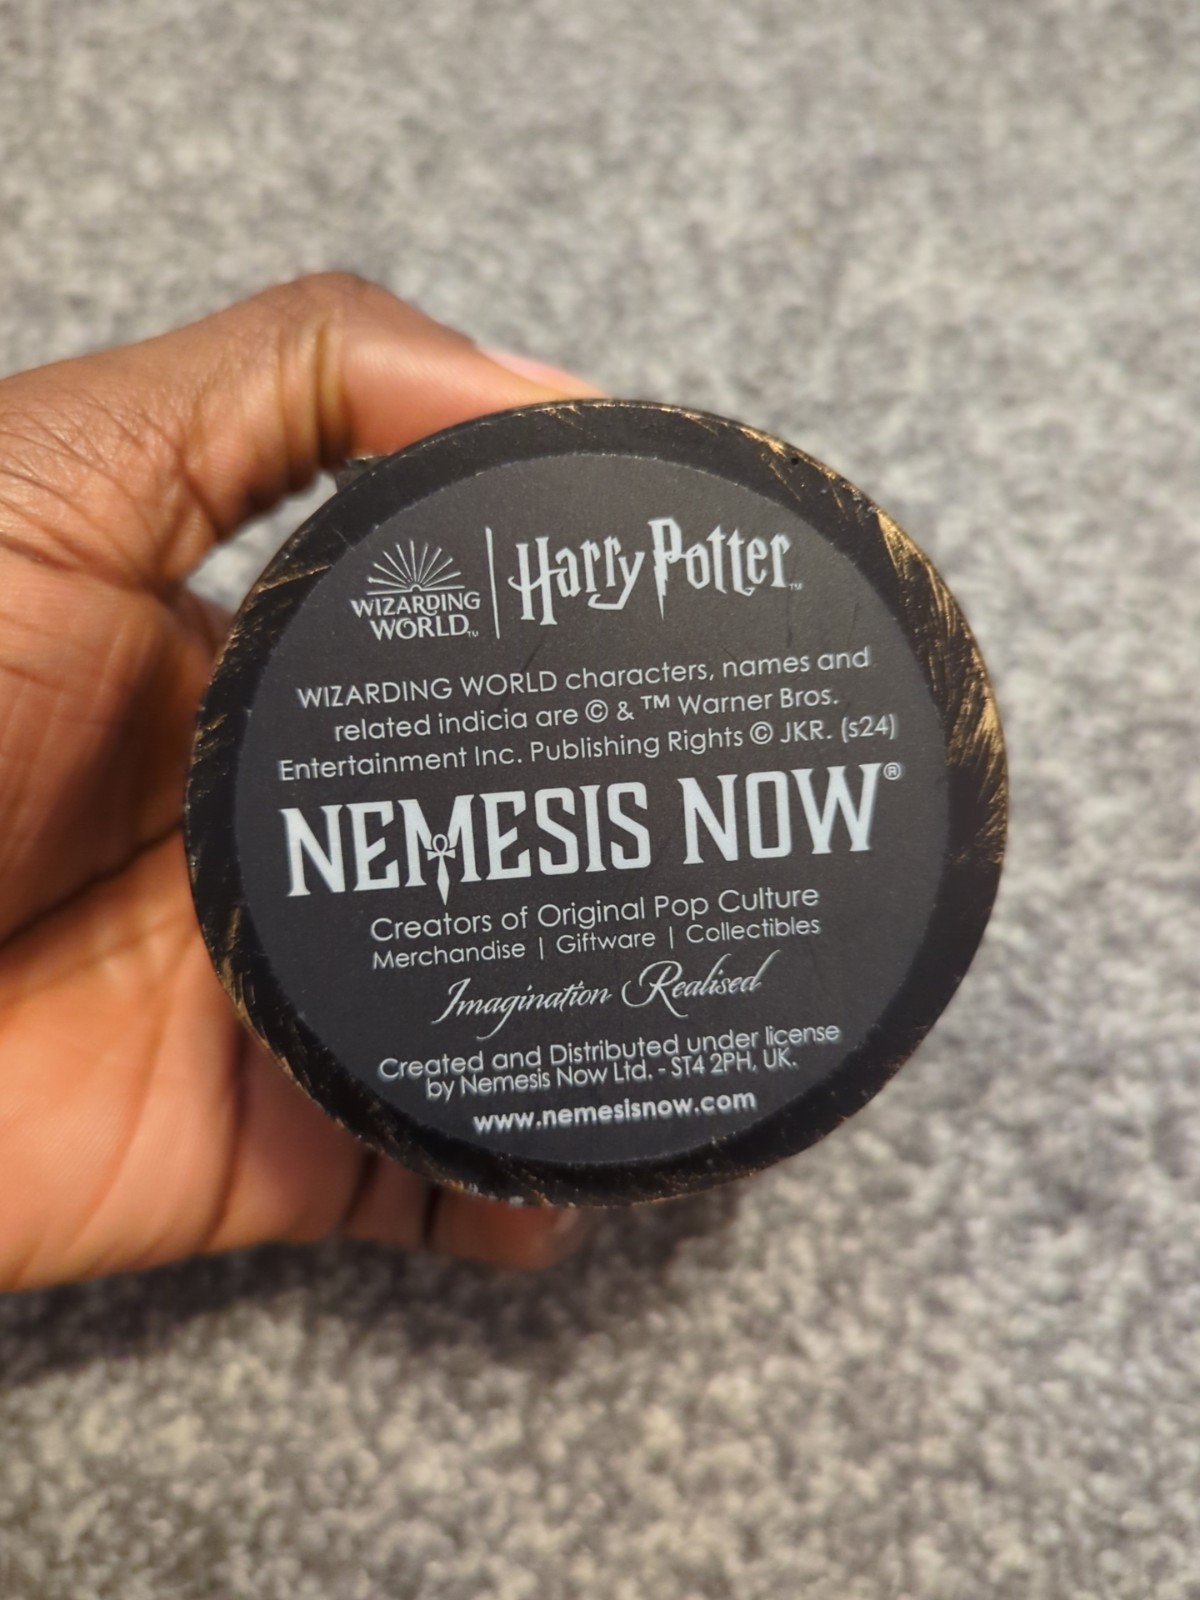 WIZARDING
WORLD™
Harry Potter™
WIZARDING WORLD characters, names and
related indicia are © & ™ Warner Bros.
Entertainment Inc. Publishing Rights © JKR. (s24)
NEMESIS NOW®
Creators of Original Pop Culture
Merchandise | Giftware | Collectibles
Imagination Realised
Created and Distributed under license
by Nemesis Now Ltd. - ST4 2PH, UK.
www.nemesisnow.com